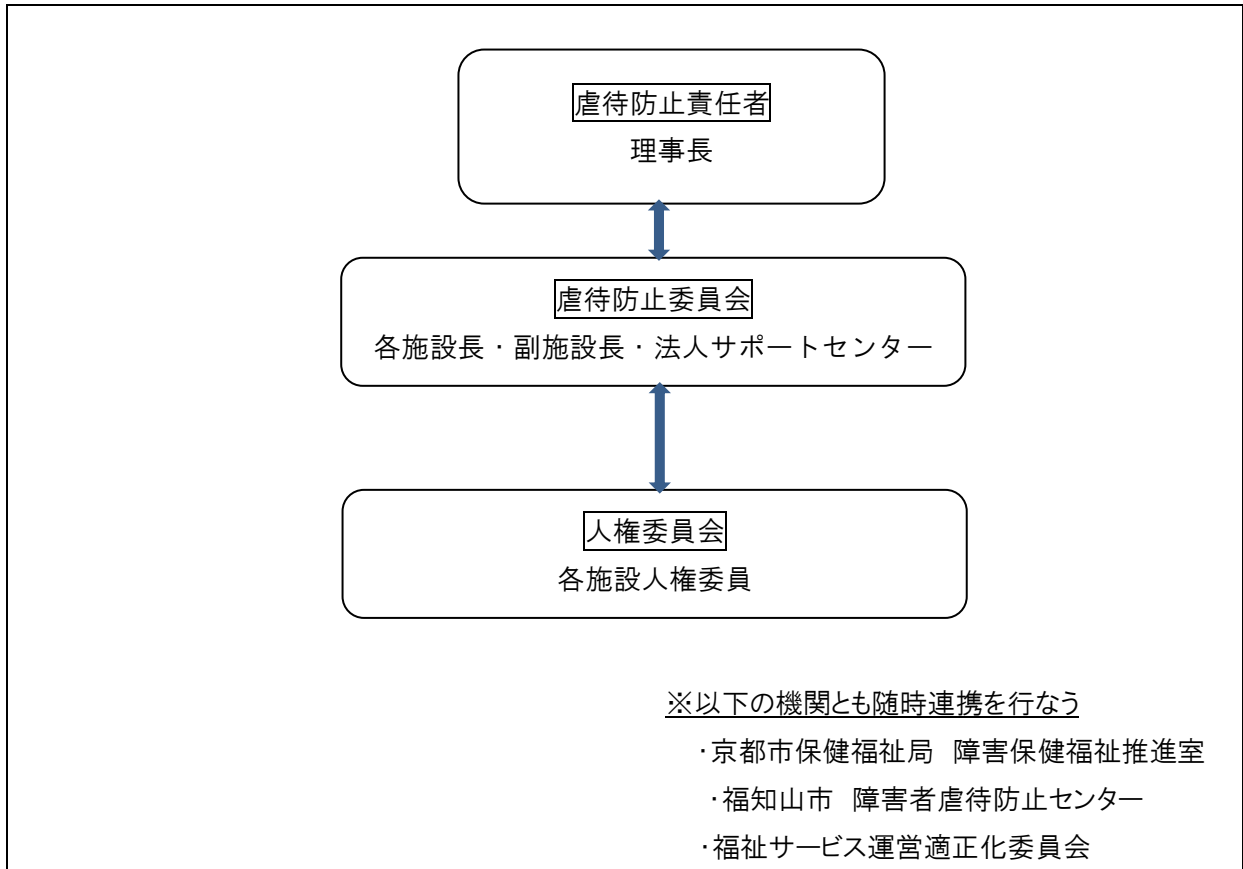 虐待防止責任者
理事長
虐待防止委員会
各施設長・副施設長・法人サポートセンター
人権委員会
各施設人権委員
※以下の機関とも随時連携を行なう
・京都市保健福祉局　障害保健福祉推進室
・福知山市　障害者虐待防止センター
・福祉サービス運営適正化委員会